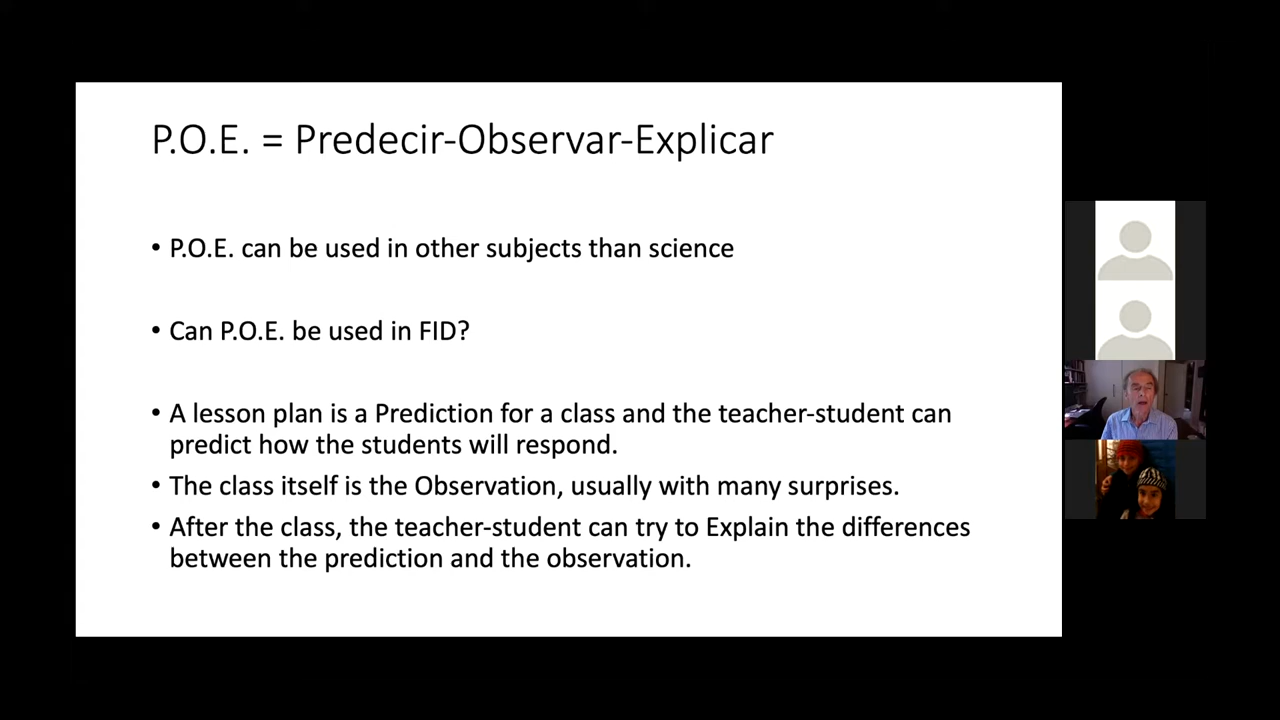 P.O.E. = Predecir-Observar-Explicar
• P.O.E. can be used in other subjects than science
• Can P.O.E. be used in FID?
• A lesson plan is a Prediction for a class and the teacher-student can
predict how the students will respond.
• The class itself is the Observation, usually with many surprises.
• After the class, the teacher-student can try to Explain the differences
between the prediction and the observation.